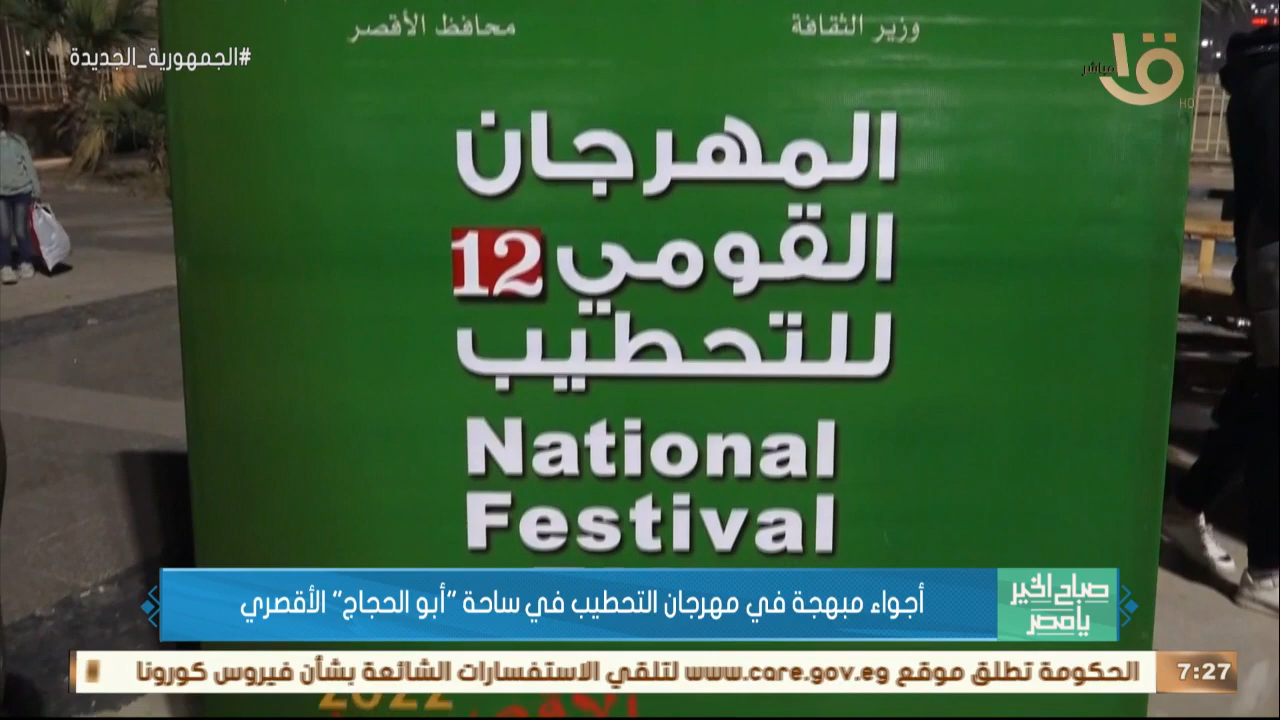 وزير الثقافة محافظ الأقصر
#الجمهورية_الجديدة
مباشر
HD
المهرجان
القومي 12
للتحطيب
National
Festival
صباح الخير يا مصر
أجواء مبهجة في مهرجان التحطيب في ساحة "أبو الحجاج" الأقصري
7:27 الحكومة تطلق موقع www.care.gov.eg لتلقي الاستفسارات الشائعة بشأن فيروس كورونا
2022